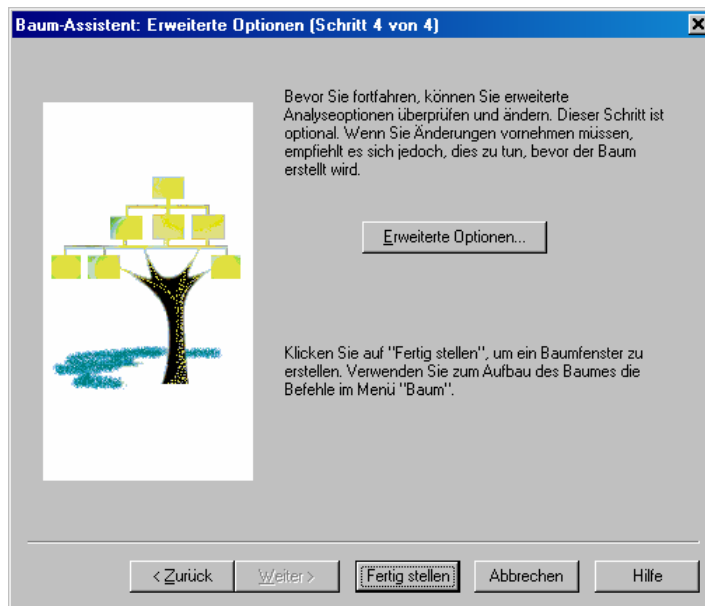 Baum-Assistent: Erweiterte Optionen (Schritt 4 von 4)
Bevor Sie fortfahren, können Sie erweiterte
Analyseoptionen überprüfen und ändern. Dieser Schritt ist
optional. Wenn Sie Änderungen vornehmen müssen,
empfiehlt es sich jedoch, dies zu tun, bevor der Baum
erstellt wird.
Erweiterte Optionen...
Klicken Sie auf "Fertig stellen", um ein Baumfenster zu
erstellen. Verwenden Sie zum Aufbau des Baumes die
Befehle im Menü "Baum".
< Zurück Weiter > Fertig stellen Abbrechen Hilfe